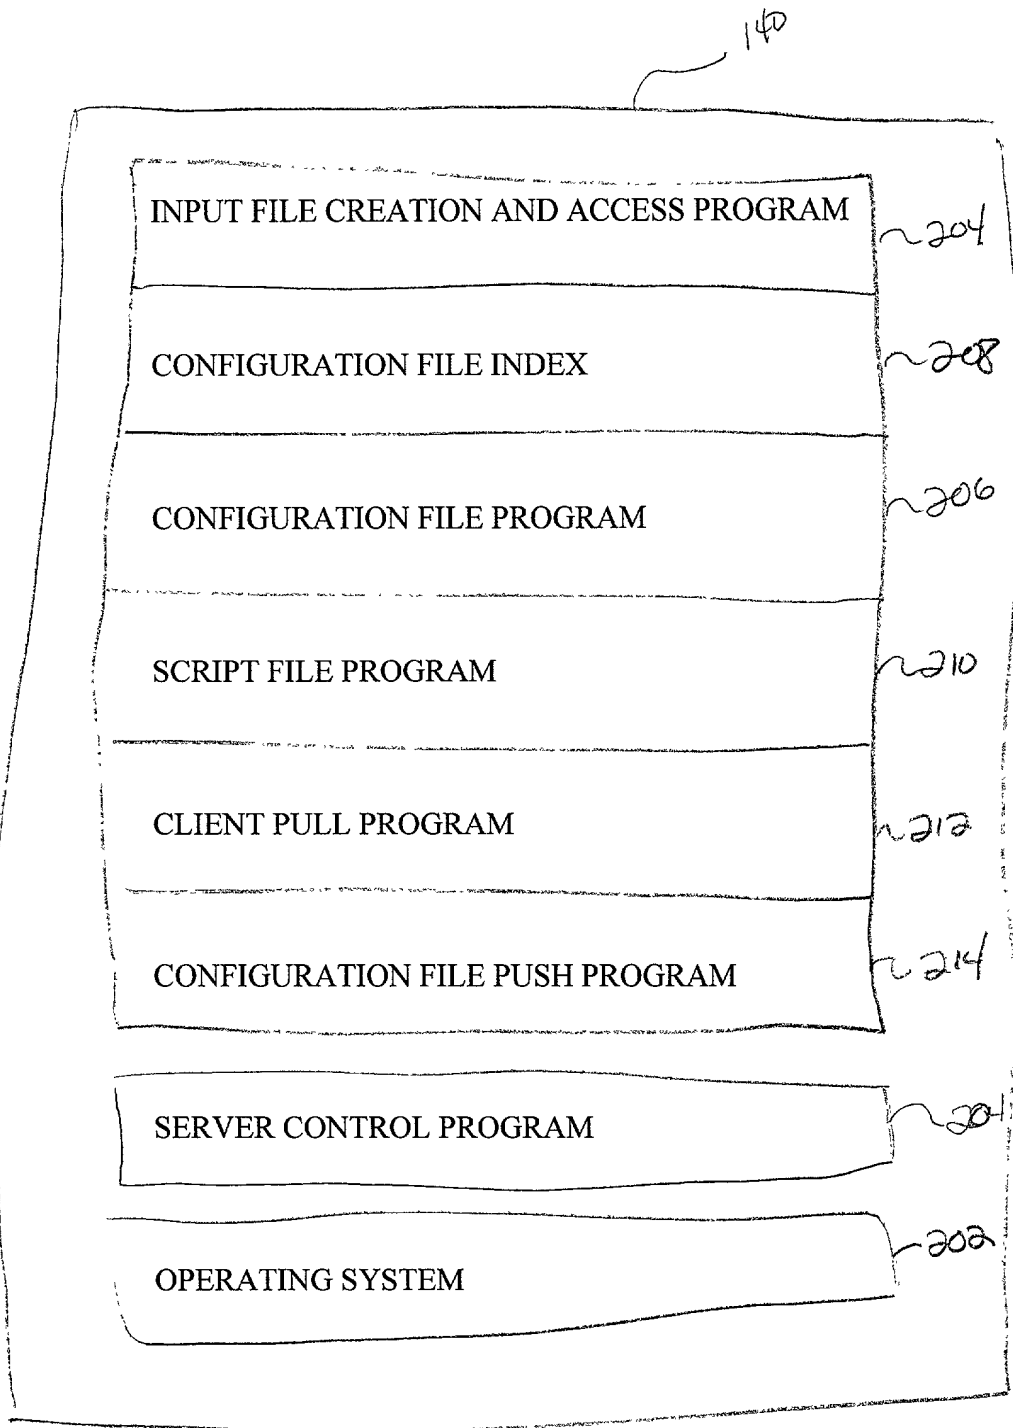 140
INPUT FILE CREATION AND ACCESS PROGRAM
204
CONFIGURATION FILE INDEX
208
CONFIGURATION FILE PROGRAM
206
SCRIPT FILE PROGRAM
210
CLIENT PULL PROGRAM
212
CONFIGURATION FILE PUSH PROGRAM
214
SERVER CONTROL PROGRAM
201
OPERATING SYSTEM
202